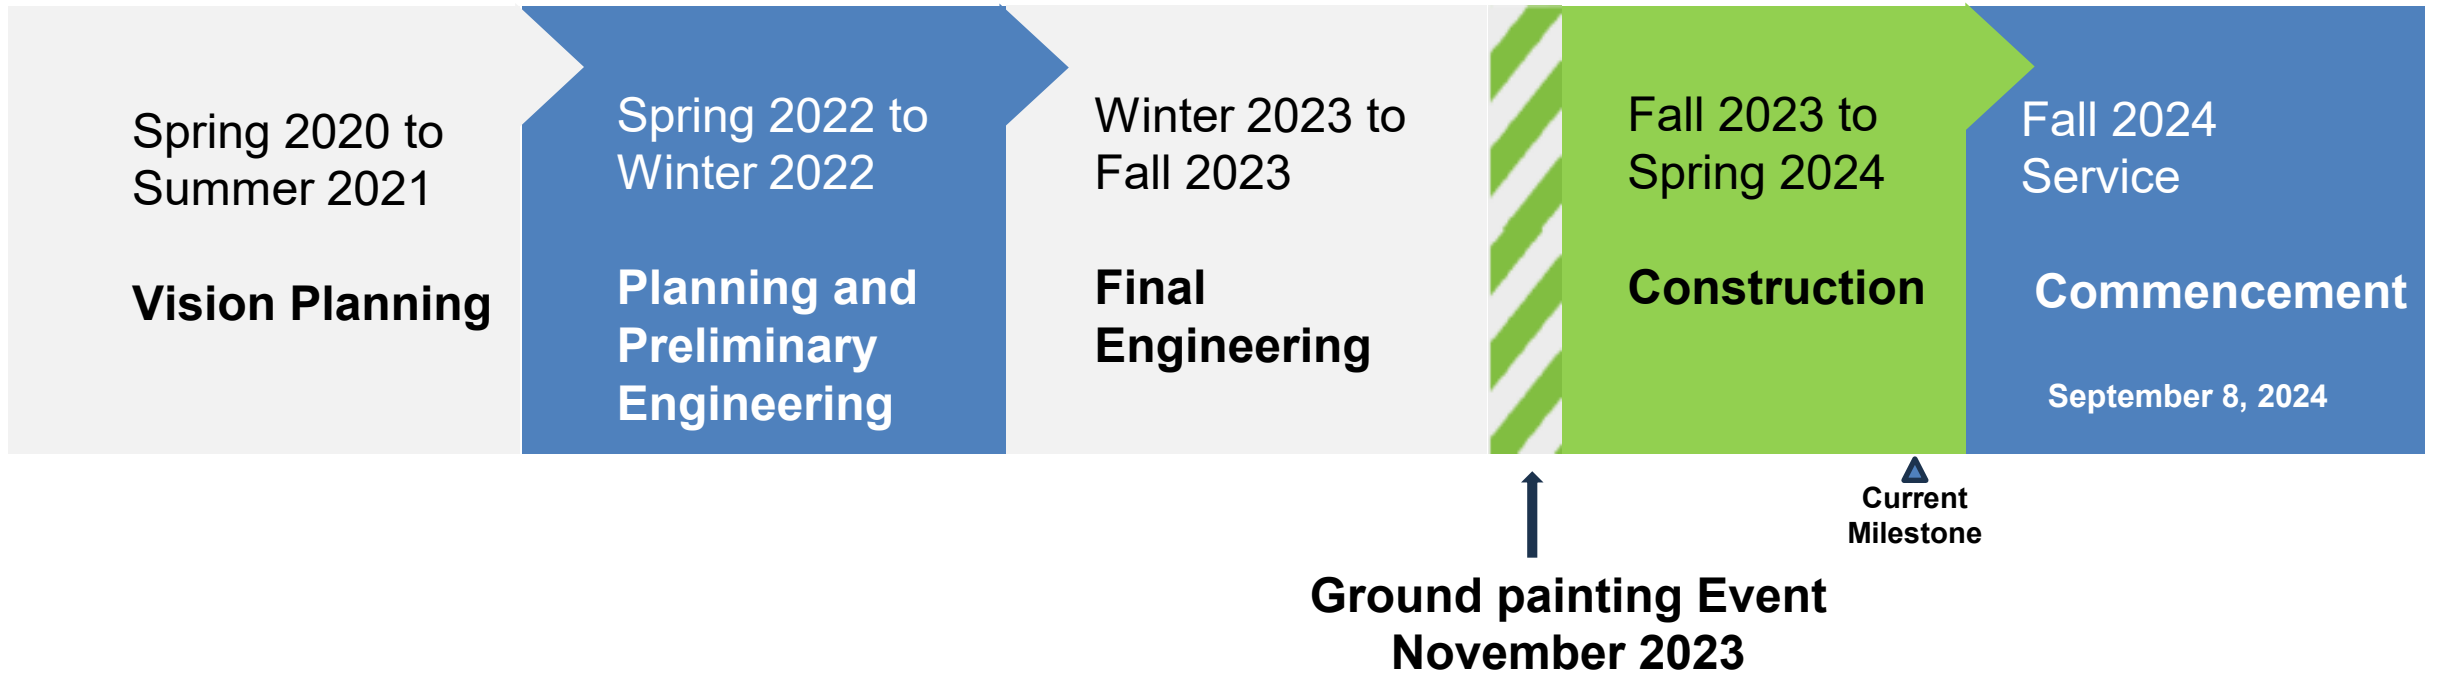 Spring 2020 to
Summer 2021
Vision Planning
Spring 2022 to
Winter 2022
Planning and
Preliminary
Engineering
Winter 2023 to
Fall 2023
Final
Engineering
Fall 2023 to
Spring 2024
Construction
Fall 2024
Service
Commencement
September 8, 2024
Current
Milestone
Ground painting Event
November 2023